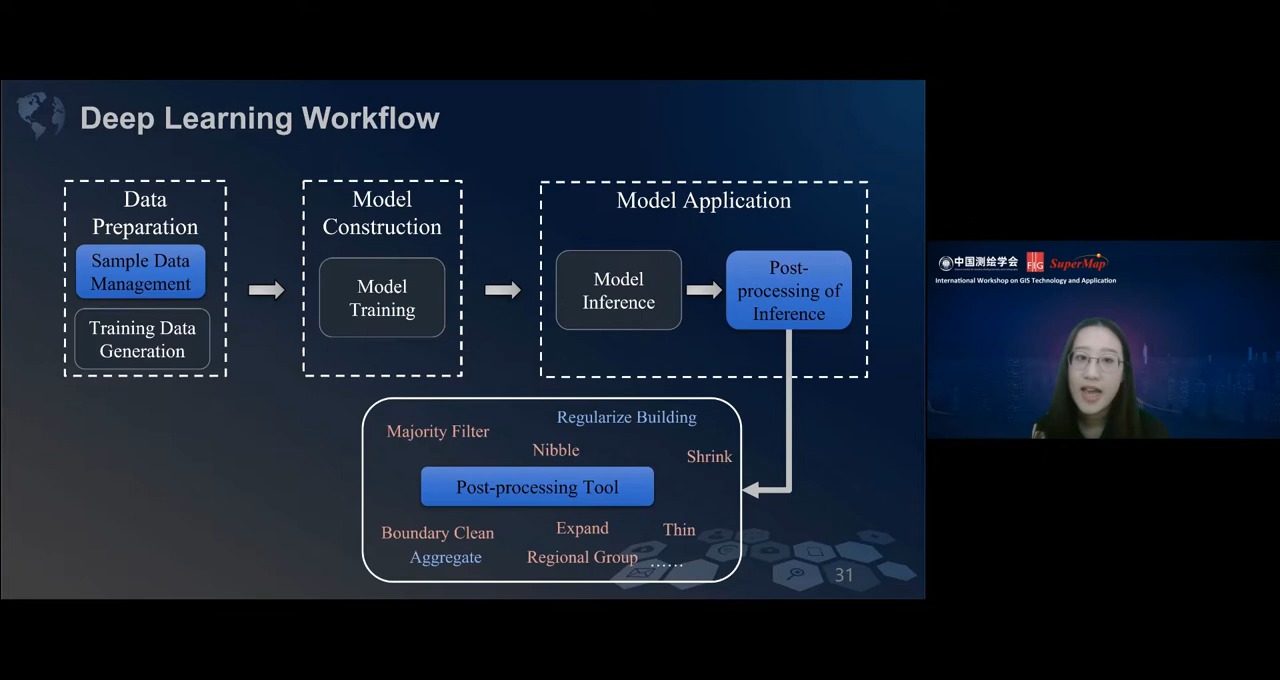 Deep Learning Workflow
Data
Preparation
Sample Data
Management
Training Data
Generation
Model
Construction
Model
Training
Model Application
Model
Inference
Post-
processing of
Inference
Regularize Building
Majority Filter
Nibble
Shrink
Post-processing Tool
Boundary Clean
Expand
Thin
Aggregate
Regional Group
......
31
中国测绘学会
FIG
SuperMap
International Workshop on GIS Technology and Application